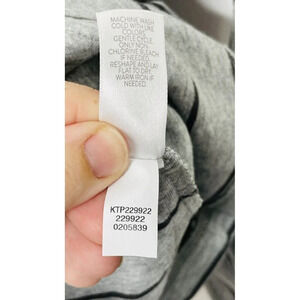 MACHINE WASH
COLD WITH LIKE
COLORS
GENTLE CYCLE.
ONLY NON
CHLORINE BLEACH
IF NEEDED.
RESHAPE AND LAY
FLAT TO DRY.
WARM IRON IF
NEEDED.
KTP229922
229922
0205839